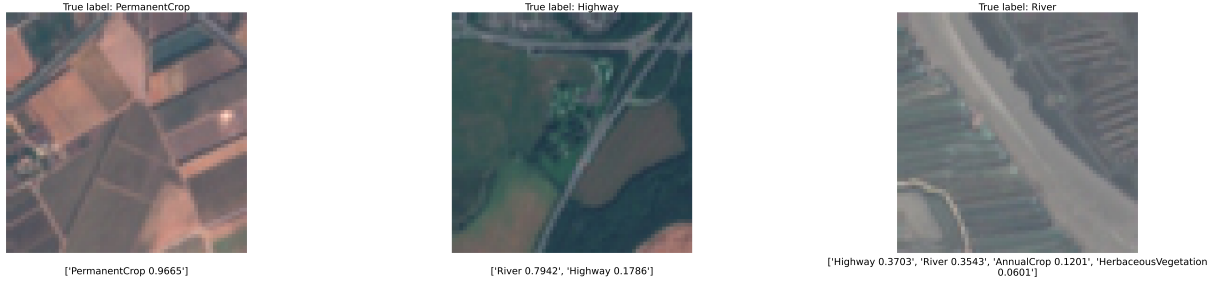 True label: PermanentCrop
True label: Highway
True label: River
['PermanentCrop 0.9665']
['River 0.7942', 'Highway 0.1786']
['Highway 0.3703', 'River 0.3543', 'AnnualCrop 0.1201', 'HerbaceousVegetation
0.0601']